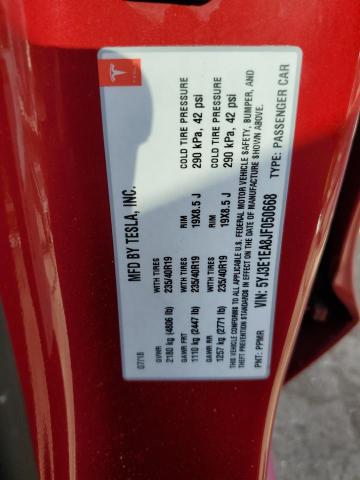 TESLA
MFD BY TESLA, INC.
07/18
GVWR
2180 kg (4806 lb)
GAWR FRT
1110 kg (2447 lb)
GAWR RR
1257 kg (2771 lb)
WITH TIRES
235/40R19
WITH TIRES
235/40R19
WITH TIRES
235/40R19
RIM
19X8.5 J
RIM
19X8.5 J
COLD TIRE PRESSURE
290 kPa, 42 psi
COLD TIRE PRESSURE
290 kPa, 42 psi
THIS VEHICLE CONFORMS TO ALL APPLICABLE U.S. FEDERAL MOTOR VEHICLE SAFETY, BUMPER, AND
THEFT PREVENTION STANDARDS IN EFFECT ON THE DATE OF MANUFACTURE SHOWN ABOVE.
VIN: 5YJ3E1EA8JF050668
TYPE: PASSENGER CAR
PNT: PPMR